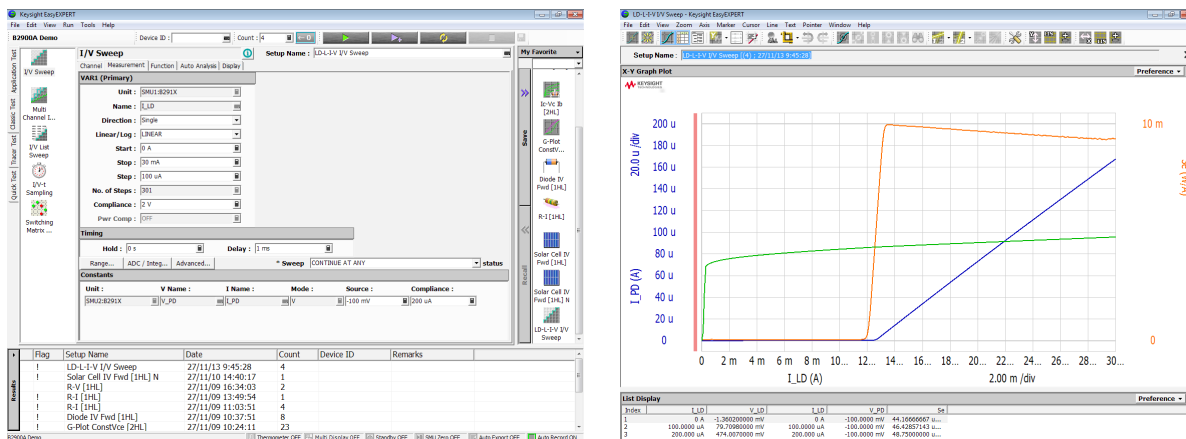 Keysight EasyEXPERT
File Edit View Run Tools Help
B2900A Demo Device ID : Count : 4
I/V Sweep Setup Name : LD-L-I-V I/V Sweep
Channel Measurement Function Auto Analysis Display
VAR1 (Primary)
Unit : SMU1:B291X
Name : I_LD
Direction : Single
Linear/Log : LINEAR
Start : 0 A
Stop : 30 mA
Step : 100 uA
No. of Steps : 301
Compliance : 2 V
Pwr Comp : OFF
Timing
Hold : 0 s Delay : 1 ms
Range... ADC / Integ... Advanced... * Sweep CONTINUE AT ANY status
Constants
Unit : V Name : I Name : Mode : Source : Compliance :
SMU2:B291X V_PD I_PD V -100 mV 200 uA
Application Test
Classic Test
Tracer Test
Quick Test
I/V Sweep
Multi
Channel I...
I/V List
Sweep
I/V-t
Sampling
Switching
Matrix ...
My Favorite
Save
Recall
Ic-Vc Ib
[2HL]
G-Plot
ConstV...
Diode IV
Fwd [1HL]
R-I [1HL]
Solar Cell IV
Fwd [1HL]
Solar Cell IV
Fwd [1HL] N
LD-L-I-V I/V
Sweep
Results
Flag Setup Name Date Count Device ID Remarks
! LD-L-I-V I/V Sweep 27/11/13 9:45:28 4
! Solar Cell IV Fwd [1HL] N 27/11/10 14:40:17 1
R-V [1HL] 27/11/09 16:34:03 2
! R-I [1HL] 27/11/09 13:49:54 1
! R-I [1HL] 27/11/09 11:03:51 4
! Diode IV Fwd [1HL] 27/11/09 10:37:51 8
! G-Plot ConstVce [2HL] 27/11/09 10:24:11 23
B2900A Demo Thermometer OFF Multi Display OFF Standby OFF SMU Zero OFF Auto Export OFF Auto Record ON
LD-L-I-V I/V Sweep - Keysight EasyEXPERT
File Edit View Zoom Axis Marker Cursor Line Text Pointer Window Help
Setup Name : LD-L-I-V I/V Sweep [(4) ; 27/11/13 9:45:28]
X-Y Graph Plot Preference
KEYSIGHT
TECHNOLOGIES
20.0 u /div
I_PD (A)
200 u
180 u
160 u
140 u
120 u
100 u
80 u
60 u
40 u
20 u
0
10 m
0
0 2 m 4 m 6 m 8 m 10 m 12... 14... 16... 18... 20... 22... 24... 26... 28... 30...
I_LD (A) 2.00 m /div
List Display Preference
Index I_LD V_LD I_LD V_PD Se
1 0 A -1.360200000 mV 0 A -100.0000 mV 44.16666667 u...
2 100.0000 uA 79.70980000 mV 100.0000 uA -100.0000 mV 46.42857143 u...
3 200.000 uA 474.0070000 mV 200.000 uA -100.0000 mV 48.75000000 u...